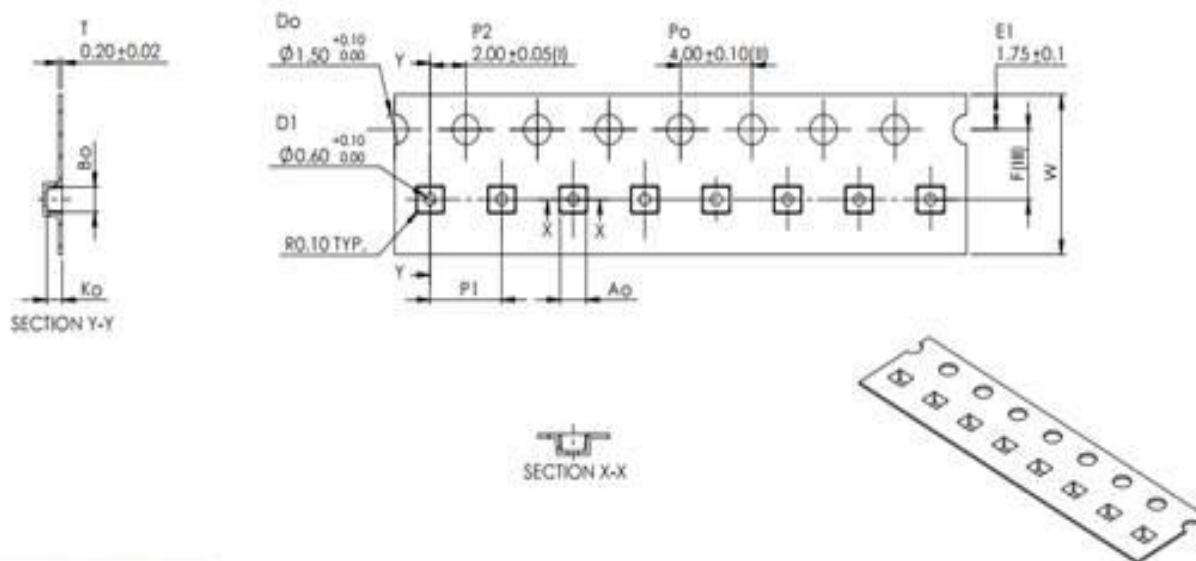 T
0.20±0.02
Do
Ø1.50 +0.10 0.00
P2
2.00±0.05(I)
Po
4.00±0.10(II)
E1
1.75±0.1
Y
D1
Ø0.60 +0.10 0.00
Bo
F(III)
W
X X
R0.10 TYP.
Y
P1
Ao
Ko
SECTION Y-Y
SECTION X-X